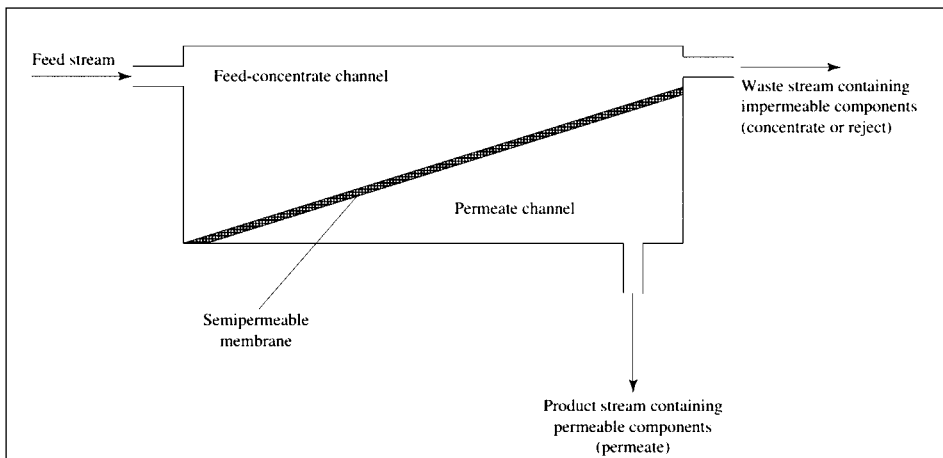 Feed stream
Feed-concentrate channel
Waste stream containing
impermeable components
(concentrate or reject)
Permeate channel
Semipermeable
membrane
Product stream containing
permeable components
(permeate)